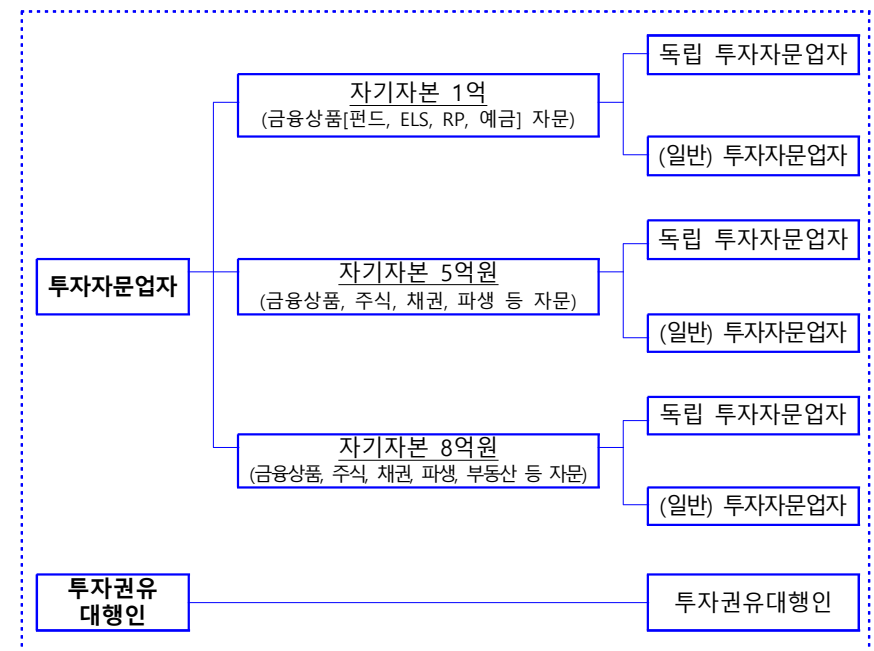 독립 투자자문업자
자기자본 1억
(금융상품[펀드, ELS, RP, 예금] 자문)
(일반) 투자자문업자
독립 투자자문업자
투자자문업자
자기자본 5억원
(금융상품, 주식, 채권, 파생 등 자문)
(일반) 투자자문업자
독립 투자자문업자
자기자본 8억원
(금융상품, 주식, 채권, 파생, 부동산 등 자문)
(일반) 투자자문업자
투자권유
대행인
투자권유대행인